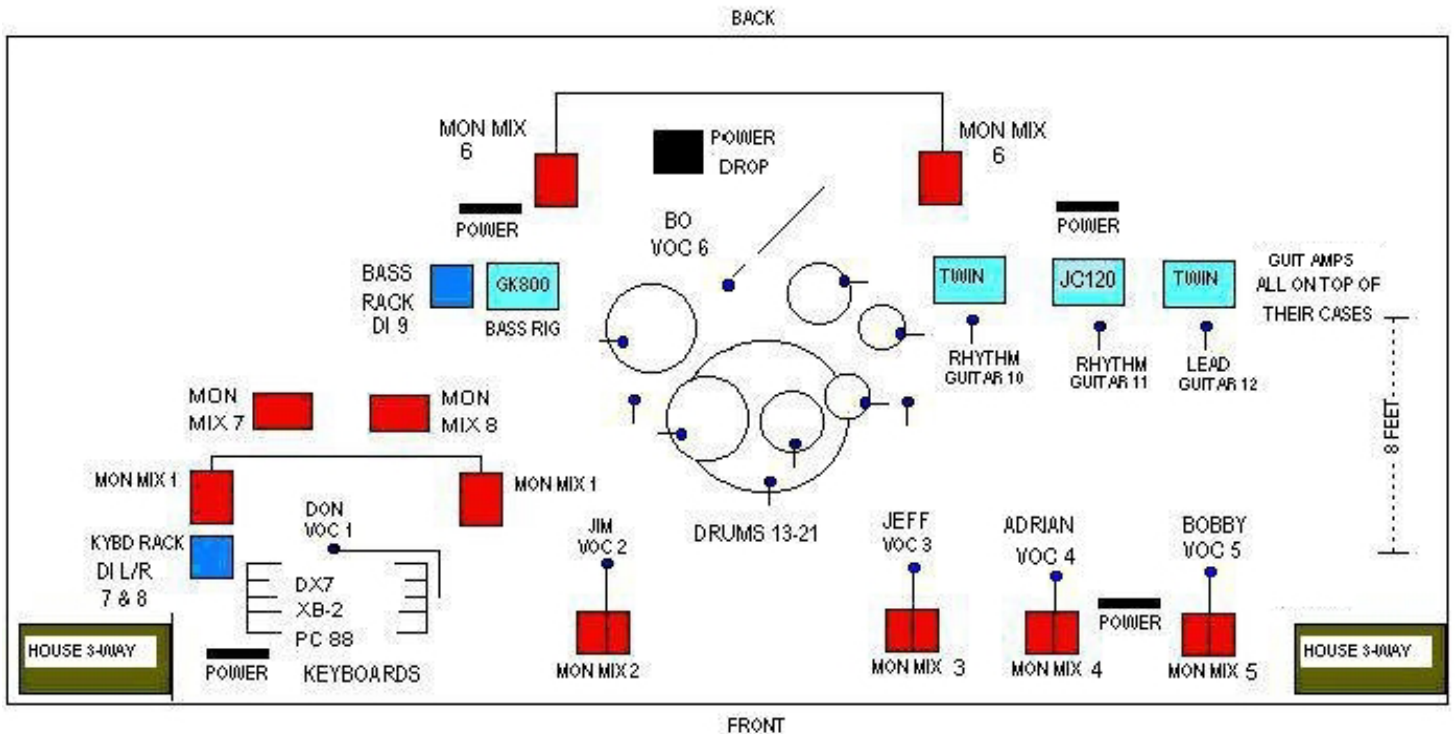 BACK
MON MIX
6
POWER
DROP
MON MIX
6
POWER
BO
VOC 6
POWER
BASS
RACK
DI 9
GK800
BASS RIG
TWIN
JC120
TWIN
GUIT AMPS
ALL ON TOP OF
THEIR CASES
RHYTHM
GUITAR 10
RHYTHM
GUITAR 11
LEAD
GUITAR 12
8 FEET
MON
MIX 7
MON
MIX 8
MON MIX 1
MON MIX 1
DON
VOC 1
KYBD RACK
DI L/R
7 & 8
DX7
XB-2
PC 88
KEYBOARDS
JIM
VOC 2
DRUMS 13-21
JEFF
VOC 3
ADRIAN
VOC 4
BOBBY
VOC 5
HOUSE 3-WAY
POWER
MON MIX 2
MON MIX 3
MON MIX 4
POWER
MON MIX 5
HOUSE 3-WAY
FRONT